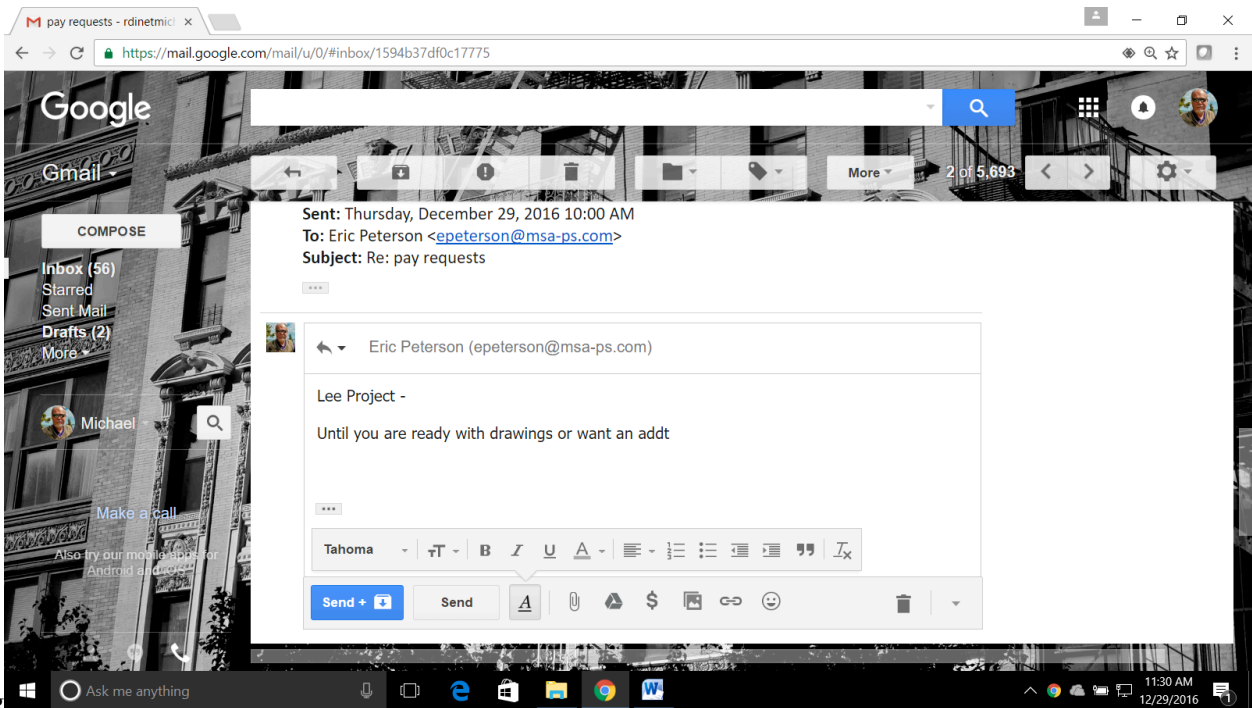 pay requests - rdinetmic
https://mail.google.com/mail/u/0/#inbox/1594b37df0c17775
Google
Gmail
More
2 of 5,693
COMPOSE
Inbox (56)
Starred
Sent Mail
Drafts (2)
More
Michael
Make a call
Also try our mobile apps for
Android and iOS
Sent: Thursday, December 29, 2016 10:00 AM
To: Eric Peterson <epeterson@msa-ps.com>
Subject: Re: pay requests
Eric Peterson (epeterson@msa-ps.com)
Lee Project -
Until you are ready with drawings or want an addt
Tahoma
Send +
Send
Ask me anything
11:30 AM
12/29/2016
1